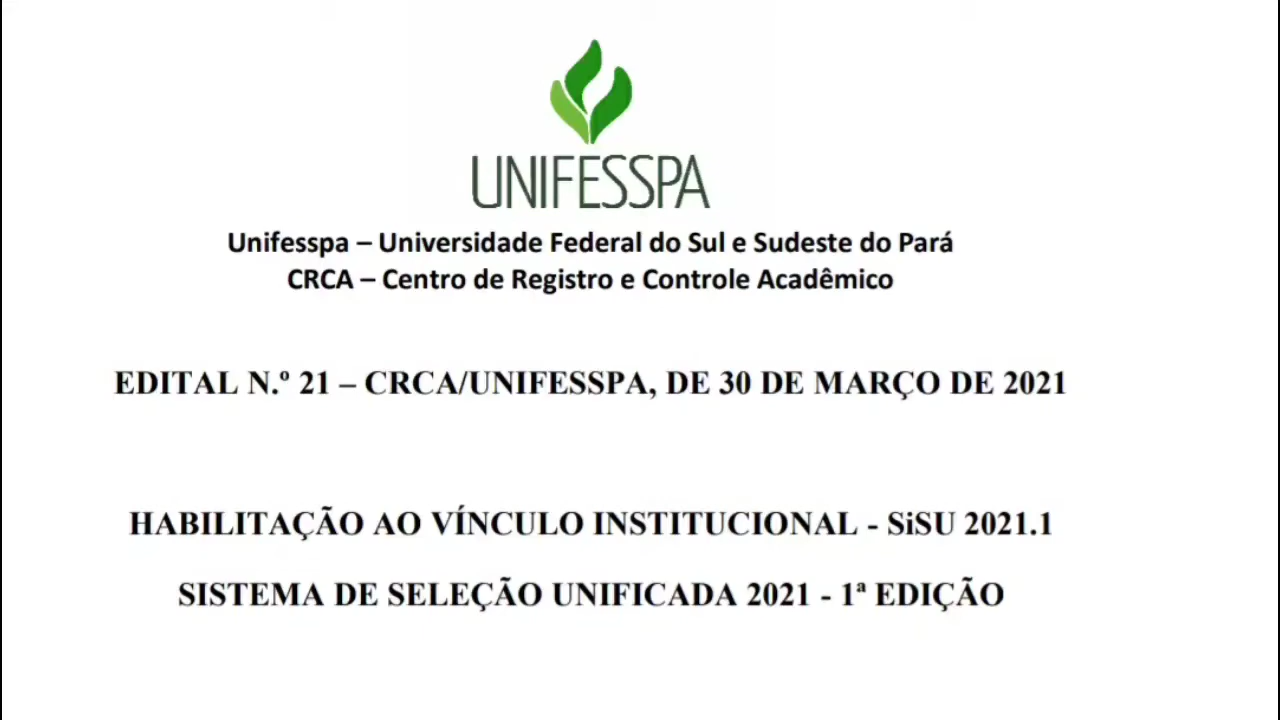 UNIFESSPA
Unifesspa – Universidade Federal do Sul e Sudeste do Pará
CRCA – Centro de Registro e Controle Acadêmico
EDITAL N.º 21 – CRCA/UNIFESSPA, DE 30 DE MARÇO DE 2021
HABILITAÇÃO AO VÍNCULO INSTITUCIONAL - SiSU 2021.1
SISTEMA DE SELEÇÃO UNIFICADA 2021 - 1ª EDIÇÃO